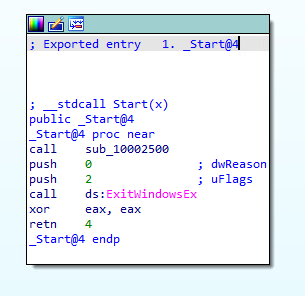 ; Exported entry   1. _Start@4
; __stdcall Start(x)
public _Start@4
_Start@4 proc near
call    sub_10002500
push    0               ; dwReason
push    2               ; uFlags
call    ds:ExitWindowsEx
xor     eax, eax
retn    4
_Start@4 endp